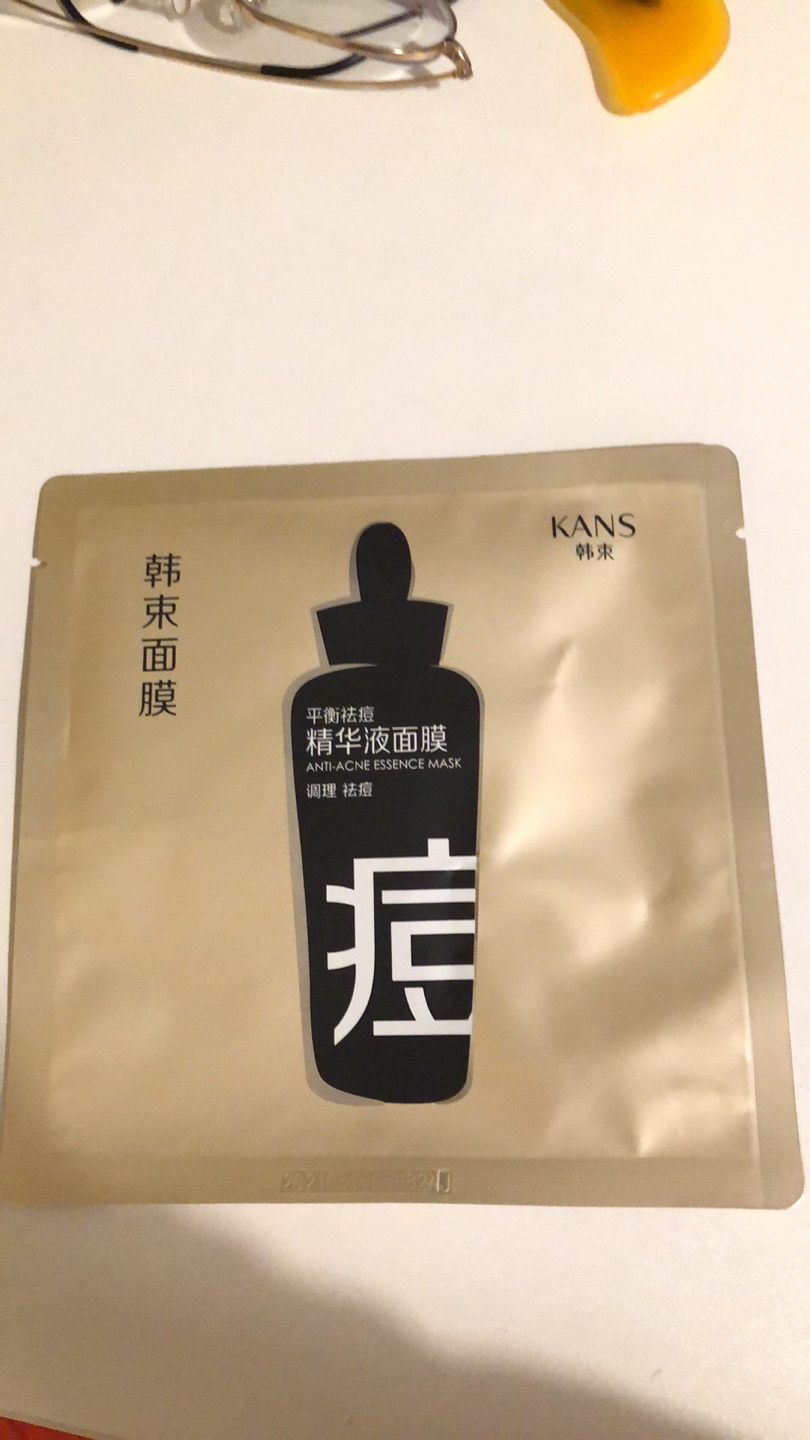 KANS
韩束
韩束面膜
平衡祛痘
精华液面膜
ANTI-ACNE ESSENCE MASK
调理 祛痘
痘